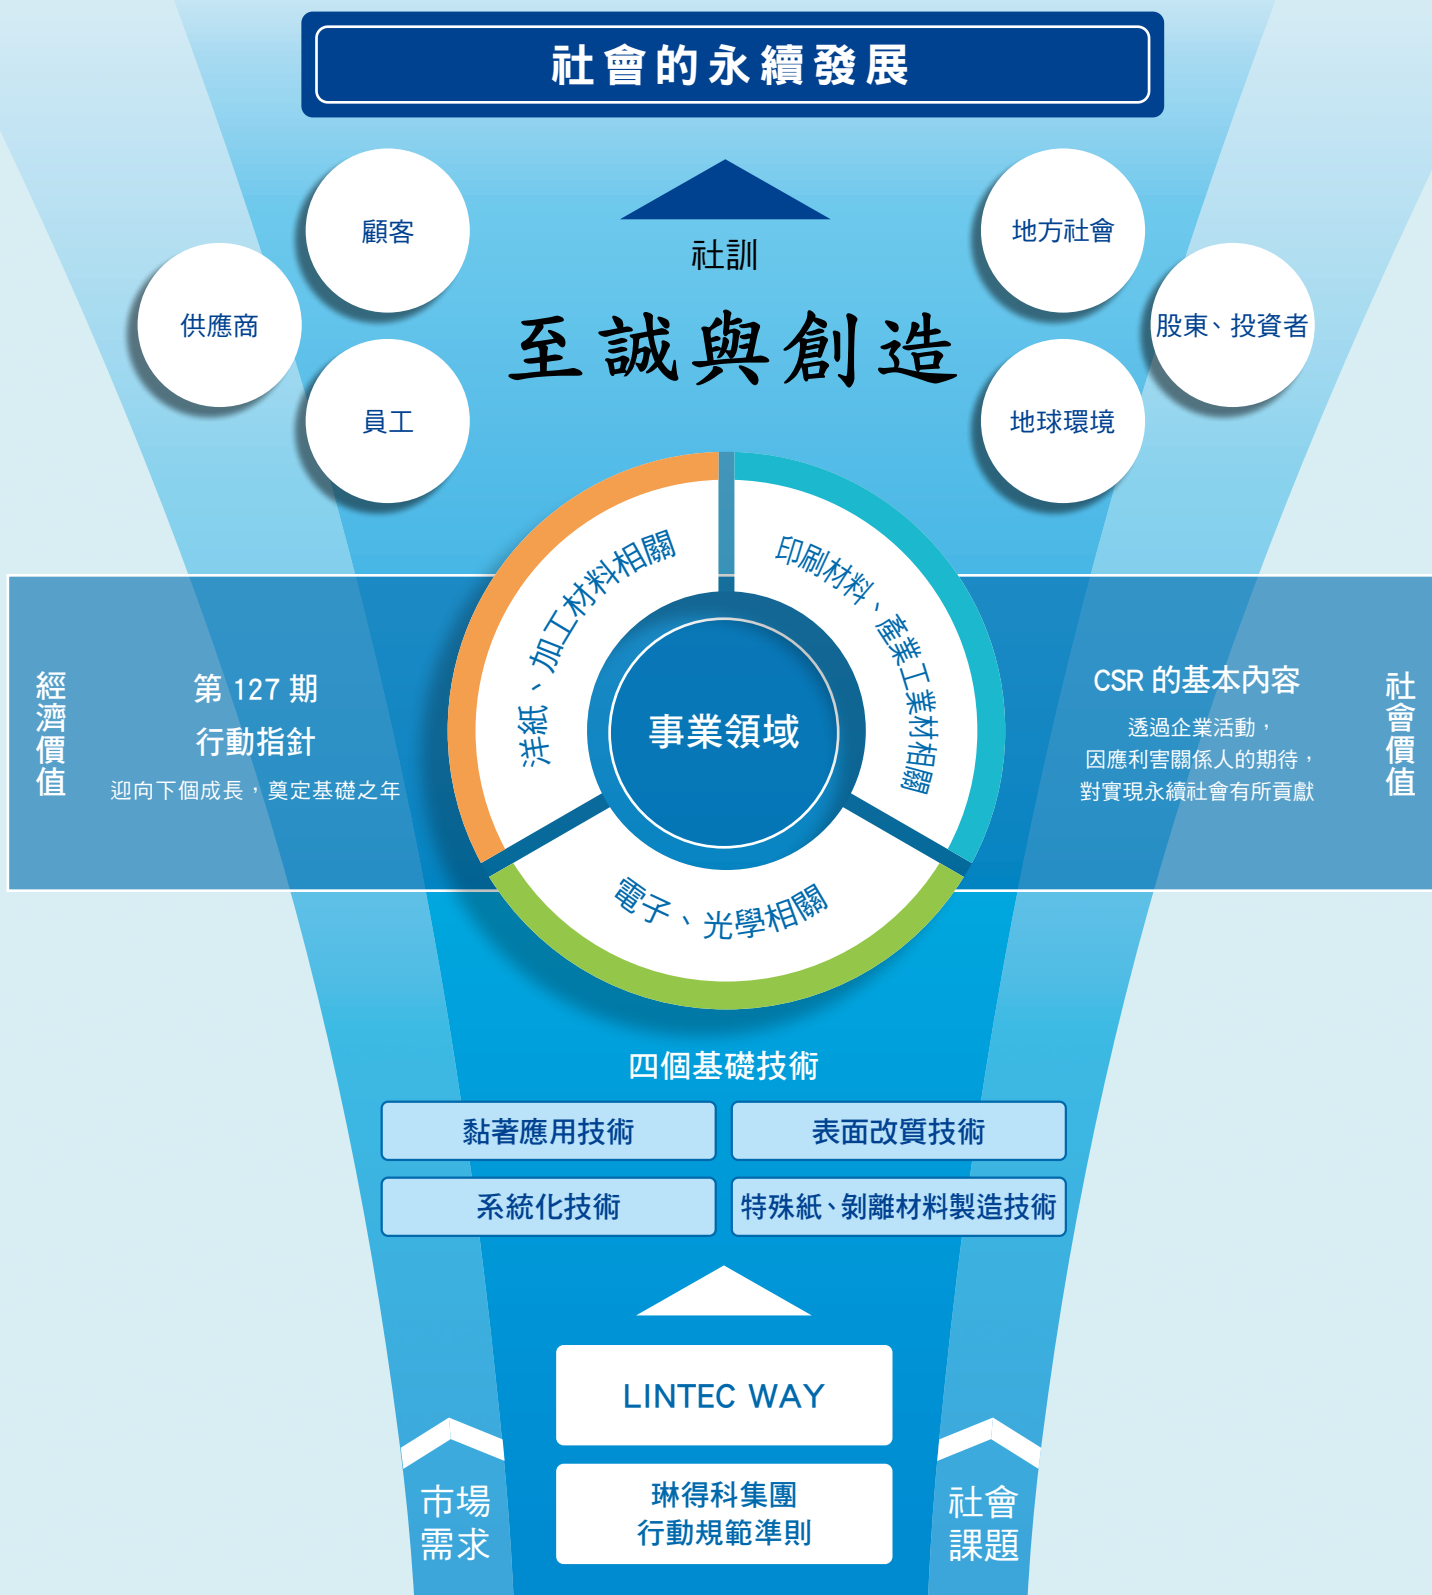 社會的永續發展
社訓
至誠與創造
顧客
供應商
員工
地方社會
股東、投資者
地球環境
洋紙、加工材料相關
印刷材料、產業工業材相關
電子、光學相關
事業領域
經濟價值
第 127 期
行動指針
迎向下個成長，奠定基礎之年
CSR 的基本內容
透過企業活動，
因應利害關係人的期待，
對實現永續社會有所貢獻
社會價值
四個基礎技術
黏著應用技術
表面改質技術
系統化技術
特殊紙、剝離材料製造技術
LINTEC WAY
琳得科集團
行動規範準則
市場
需求
社會
課題